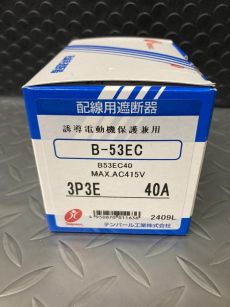 配線用遮断器
誘導電動機保護兼用
B-53EC
B53EC40
MAX.AC415V
3P3E 40A
2409L
テンパール工業株式会社